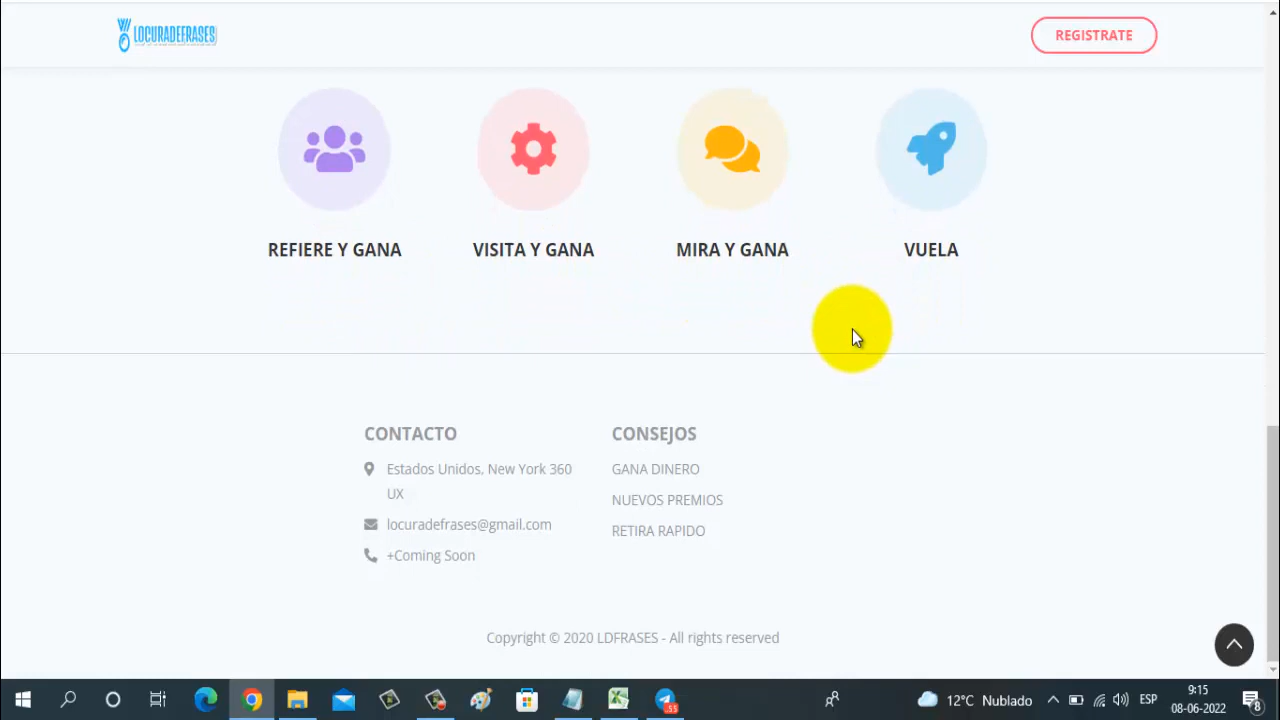 LOCURADEFRASES
REGISTRATE
REFIERE Y GANA
VISITA Y GANA
MIRA Y GANA
VUELA
CONTACTO
Estados Unidos, New York 360
UX
locuradefrases@gmail.com
+Coming Soon
CONSEJOS
GANA DINERO
NUEVOS PREMIOS
RETIRA RAPIDO
Copyright © 2020 LDFRASES - All rights reserved
55
12°C Nublado
ESP
9:15
08-06-2022
8